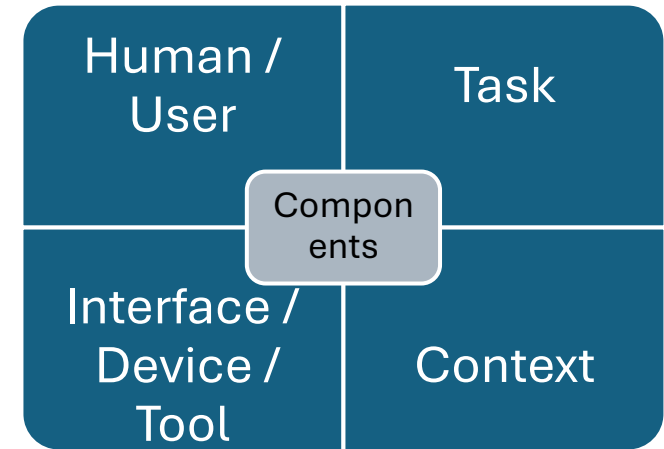 Human /
User
Task
Compon
ents
Interface /
Device /
Tool
Context